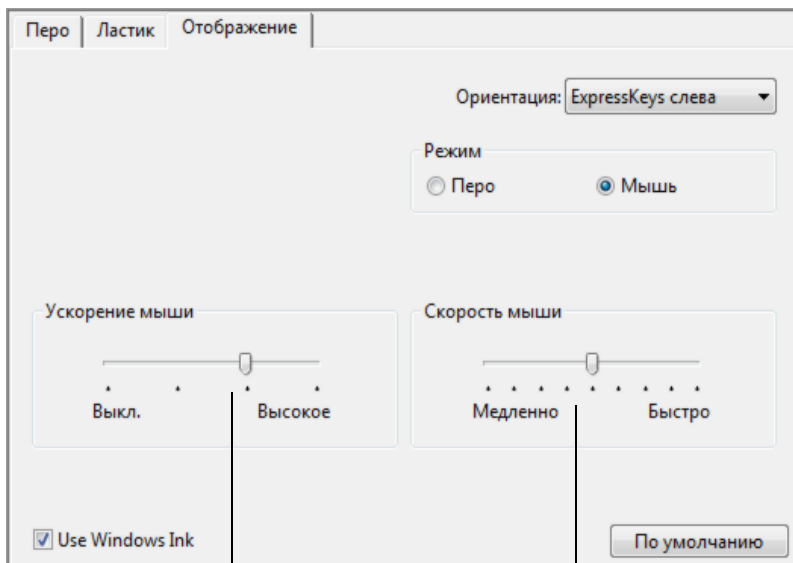 Перо Ластик Отображение
Ориентация: ExpressKeys слева
Режим
Перо Мышь
Ускорение мыши
Выкл. Высокое
Скорость мыши
Медленно Быстро
Use Windows Ink
По умолчанию